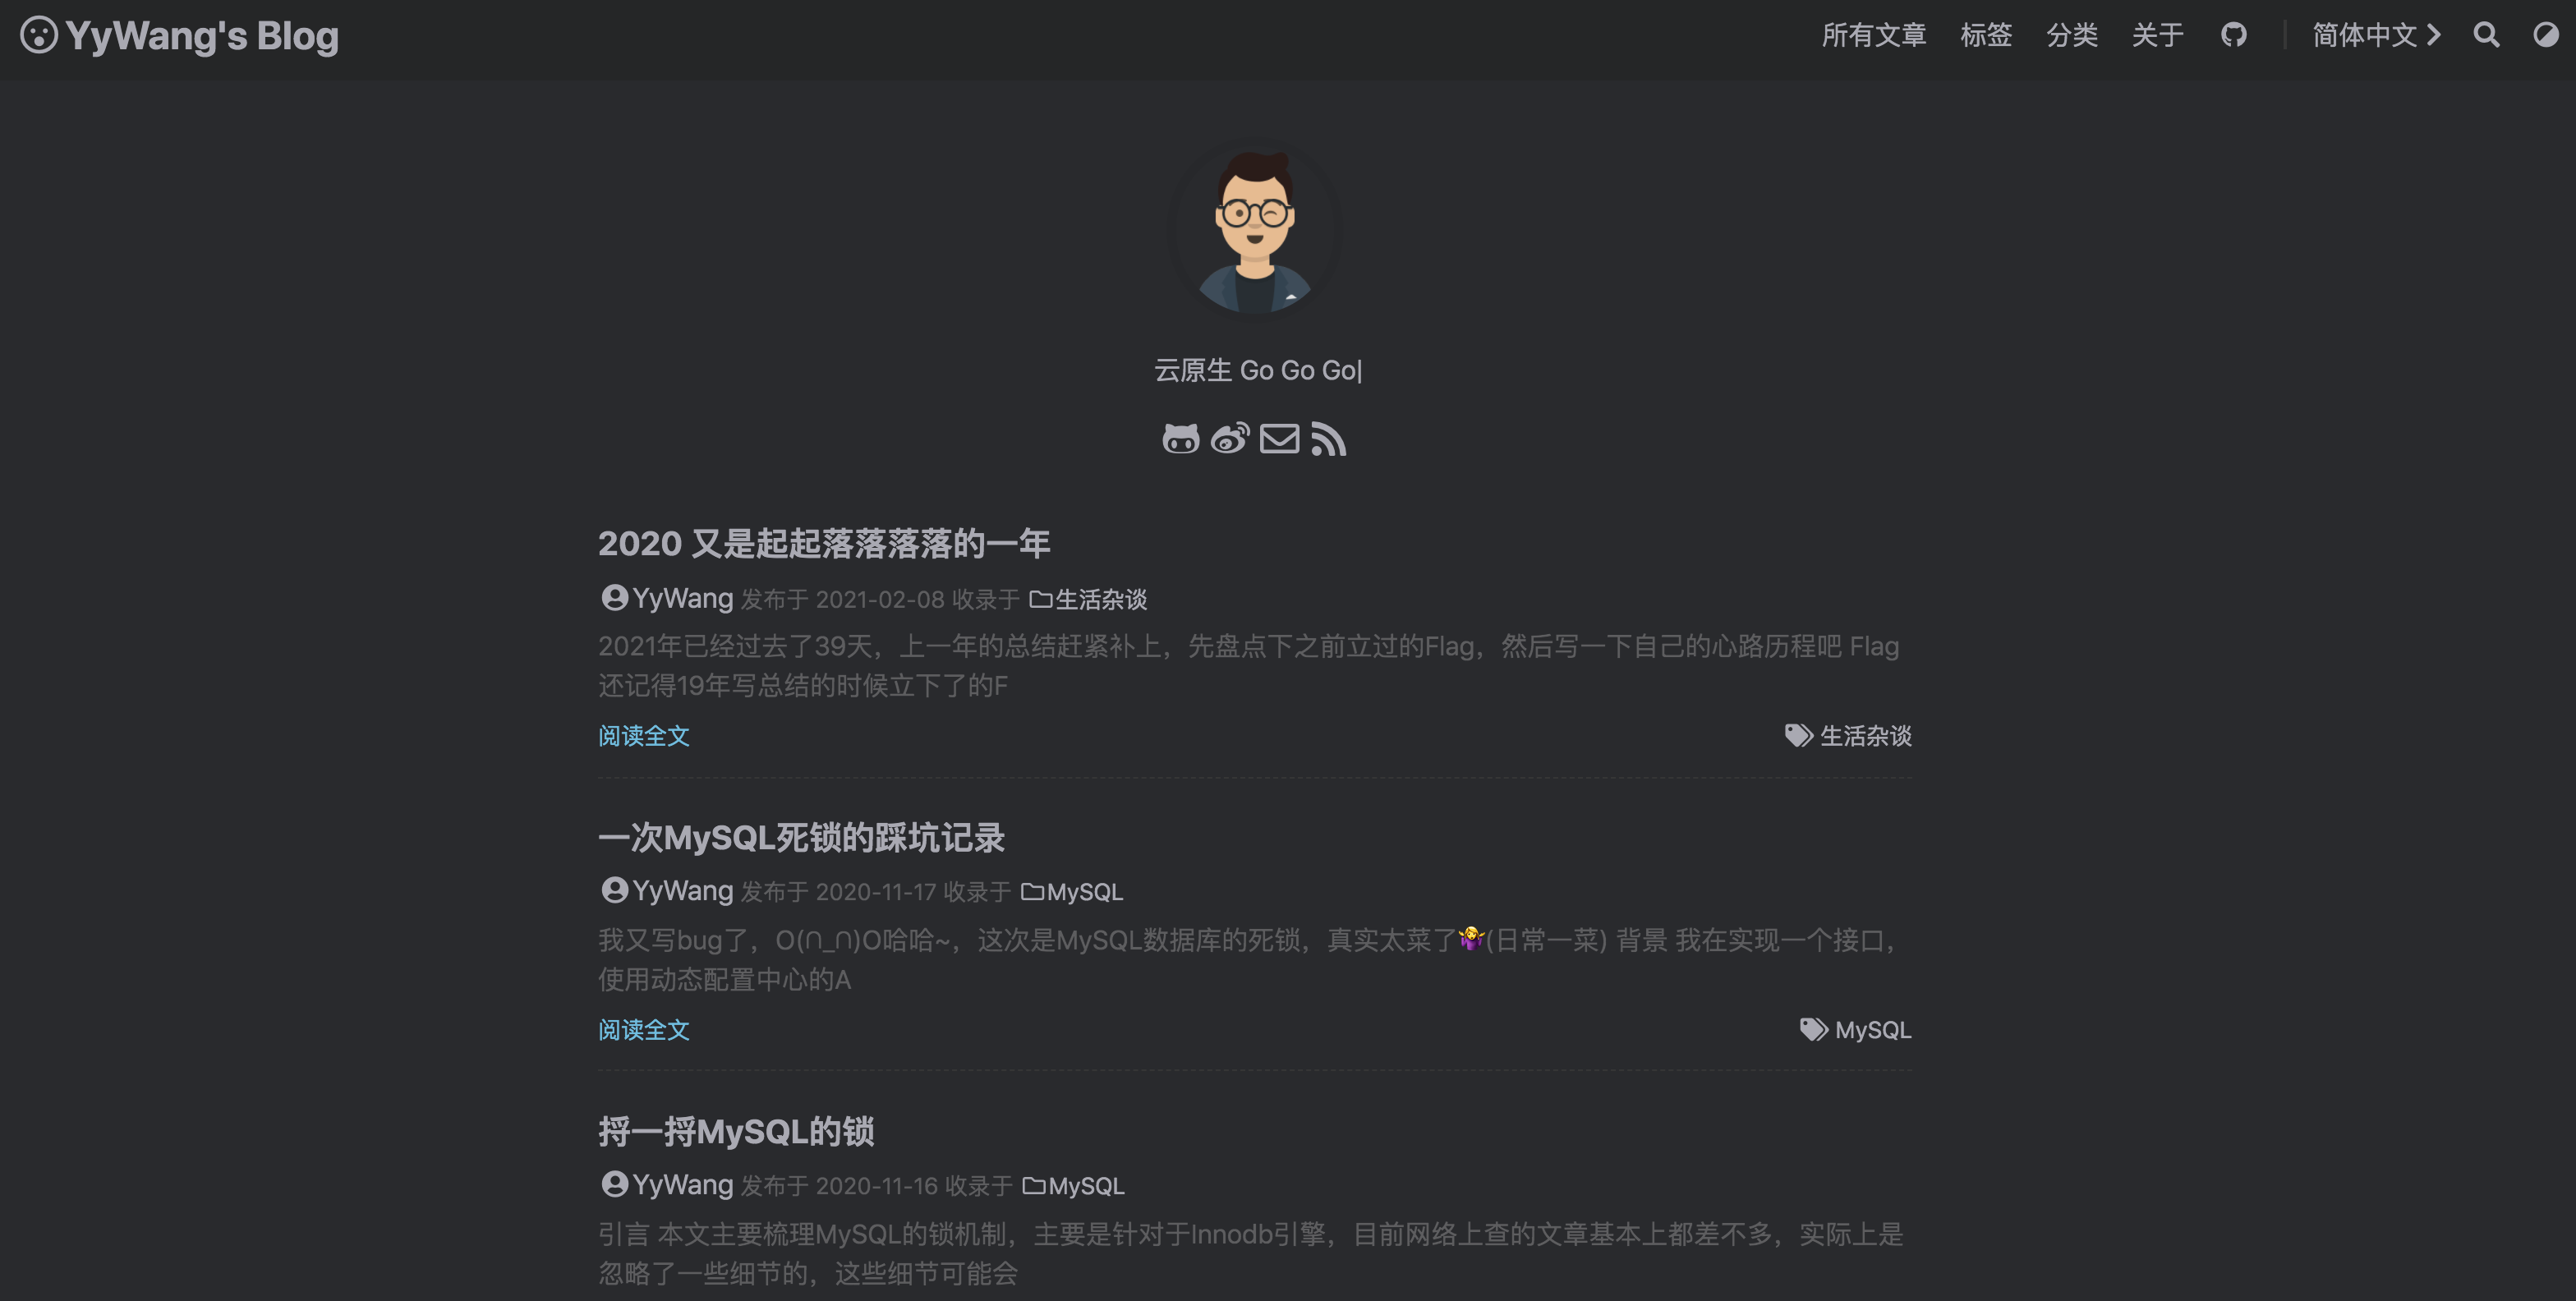 YyWang's Blog
所有文章 标签 分类 关于 简体中文
云原生 Go Go Go|
2020 又是起起落落落落的一年
YyWang 发布于 2021-02-08 收录于 生活杂谈
2021年已经过去了39天，上一年的总结赶紧补上，先盘点下之前立过的Flag，然后写一下自己的心路历程吧 Flag
还记得19年写总结的时候立下了的F
阅读全文 生活杂谈
一次MySQL死锁的踩坑记录
YyWang 发布于 2020-11-17 收录于 MySQL
我又写bug了，O(∩_∩)O哈哈~，这次是MySQL数据库的死锁，真实太菜了🤷‍♀️(日常一菜) 背景 我在实现一个接口，
使用动态配置中心的A
阅读全文 MySQL
捋一捋MySQL的锁
YyWang 发布于 2020-11-16 收录于 MySQL
引言 本文主要梳理MySQL的锁机制，主要是针对于Innodb引擎，目前网络上查的文章基本上都差不多，实际上是
忽略了一些细节的，这些细节可能会